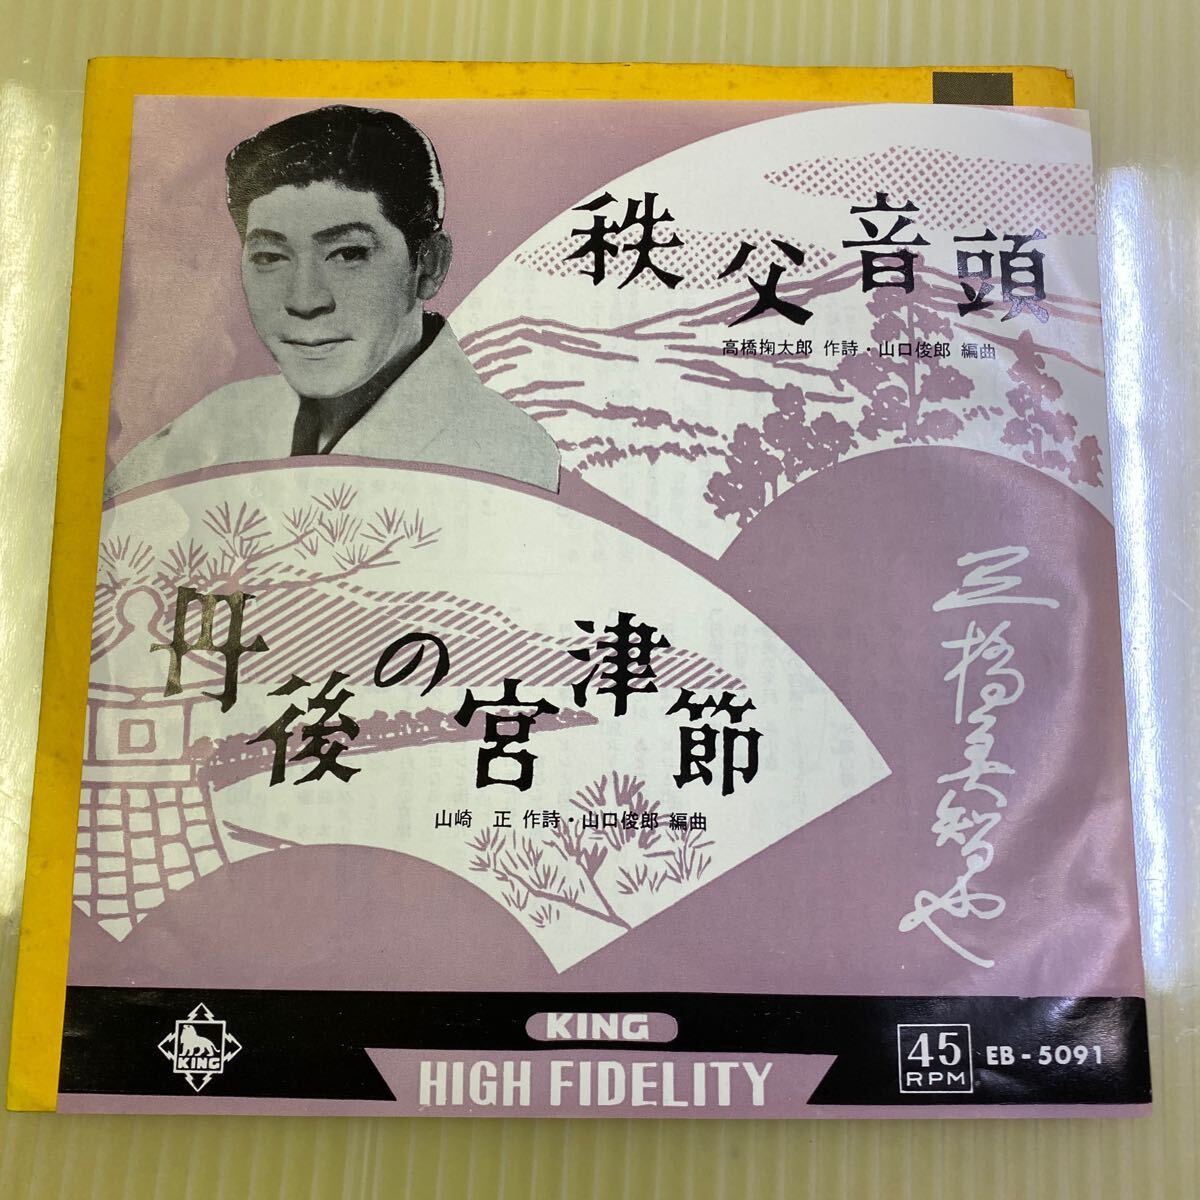 秩父音頭
高橋掬太郎 作詩・山口俊郎 編曲
丹後の宮津節
山崎 正 作詩・山口俊郎 編曲
三橋美智也
KING
KING
HIGH FIDELITY
45
RPM
EB-5091